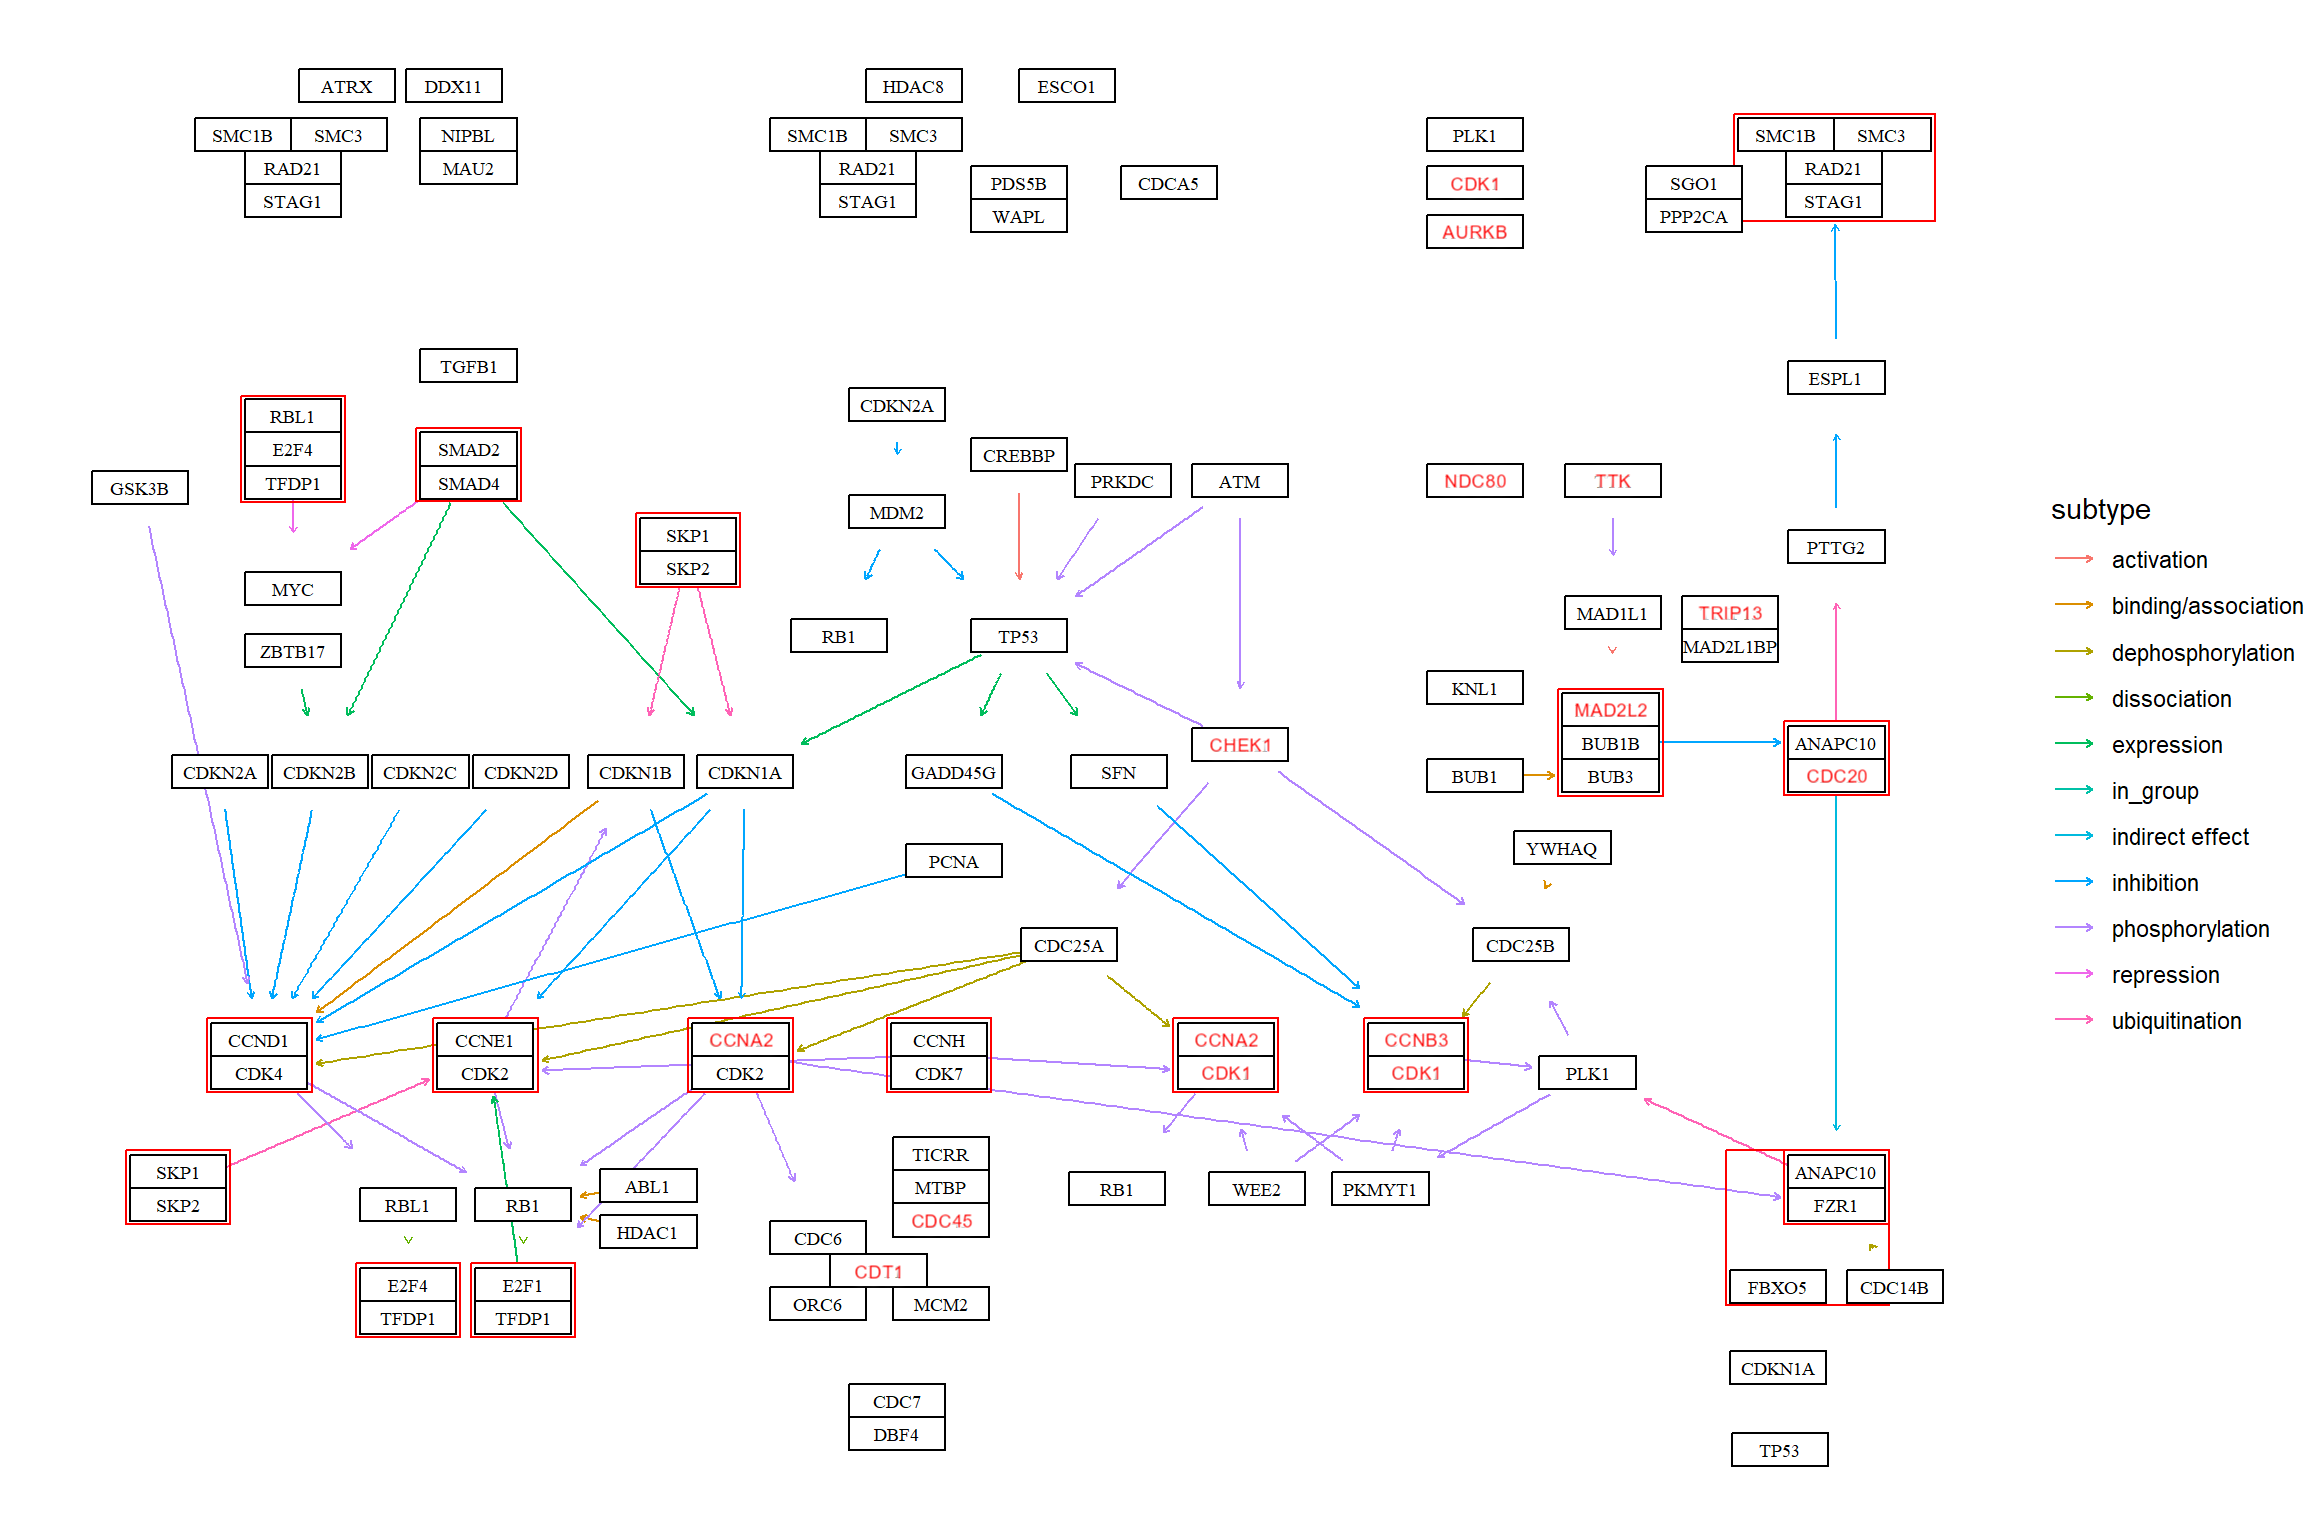 ATRX
DDX11
HDAC8
ESCO1
SMC1B
SMC3
NIPBL
SMC1B
SMC3
PLK1
SMC1B
SMC3
RAD21
MAU2
RAD21
PDS5B
CDCA5
CDK1
SGO1
RAD21
STAG1
STAG1
WAPL
PPP2CA
STAG1
AURKB
TGFB1
ESPL1
CDKN2A
RBL1
E2F4
SMAD2
CREBBP
TFDP1
SMAD4
GSK3B
PRKDC
ATM
NDC80
TTK
MDM2
SKP1
SKP2
PTTG2
MYC
MAD1L1
TRIP13
RB1
TP53
ZBTB17
MAD2L1BP
KNL1
MAD2L2
CHEK1
BUB1B
ANAPC10
CDKN2A
CDKN2B
CDKN2C
CDKN2D
CDKN1B
CDKN1A
GADD45G
SFN
BUB1
BUB3
CDC20
YWHAQ
PCNA
CDC25A
CDC25B
CCND1
CCNE1
CCNA2
CCNH
CCNA2
CCNB3
CDK4
CDK2
CDK2
CDK7
CDK1
CDK1
PLK1
TICRR
SKP1
ABL1
MTBP
RB1
WEE2
PKMYT1
ANAPC10
SKP2
RBL1
RB1
CDC45
FZR1
HDAC1
CDC6
CDT1
E2F4
E2F1
FBXO5
CDC14B
TFDP1
TFDP1
ORC6
MCM2
CDKN1A
CDC7
DBF4
TP53
subtype
activation
binding/association
dephosphorylation
dissociation
expression
in_group
indirect effect
inhibition
phosphorylation
repression
ubiquitination